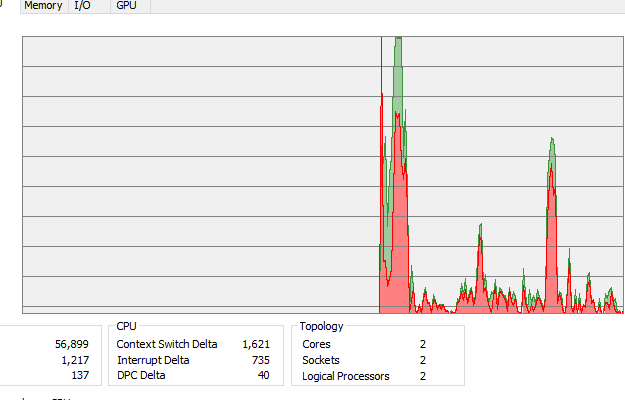 Memory I/O GPU
CPU
Topology
56,899
1,217
137
Context Switch Delta 1,621
Interrupt Delta 735
DPC Delta 40
Cores 2
Sockets 2
Logical Processors 2